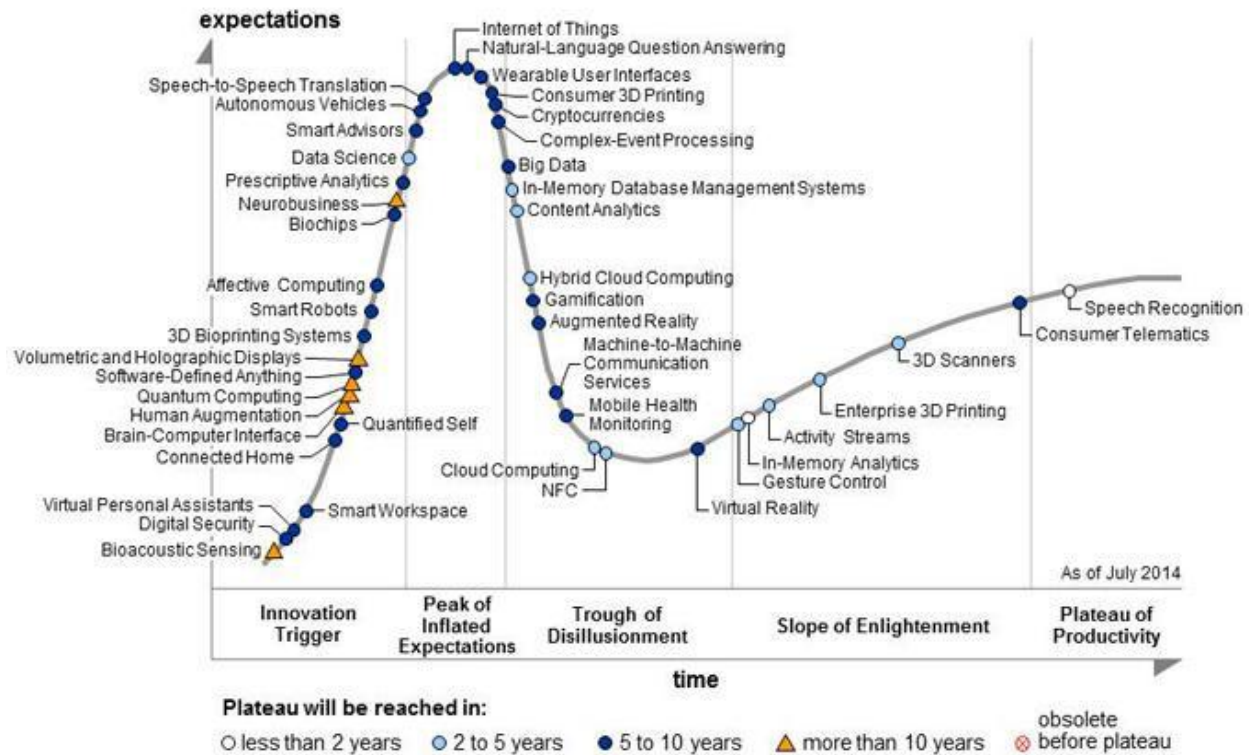 expectations
Internet of Things
Natural-Language Question Answering
Wearable User Interfaces
Speech-to-Speech Translation
Consumer 3D Printing
Autonomous Vehicles
Cryptocurrencies
Smart Advisors
Complex-Event Processing
Data Science
Big Data
Prescriptive Analytics
In-Memory Database Management Systems
Neurobusiness
Content Analytics
Biochips
Hybrid Cloud Computing
Affective Computing
Gamification
Speech Recognition
Smart Robots
Augmented Reality
Consumer Telematics
3D Bioprinting Systems
Machine-to-Machine
Communication
Services
3D Scanners
Volumetric and Holographic Displays
Software-Defined Anything
Quantum Computing
Human Augmentation
Mobile Health
Monitoring
Enterprise 3D Printing
Brain-Computer Interface
Quantified Self
Activity Streams
Connected Home
Cloud Computing
In-Memory Analytics
NFC
Gesture Control
Virtual Personal Assistants
Smart Workspace
Virtual Reality
Digital Security
Bioacoustic Sensing
As of July 2014
Innovation
Trigger
Peak of
Inflated
Expectations
Trough of
Disillusionment
Slope of Enlightenment
Plateau of
Productivity
time
Plateau will be reached in:
less than 2 years
2 to 5 years
5 to 10 years
more than 10 years
obsolete
before plateau